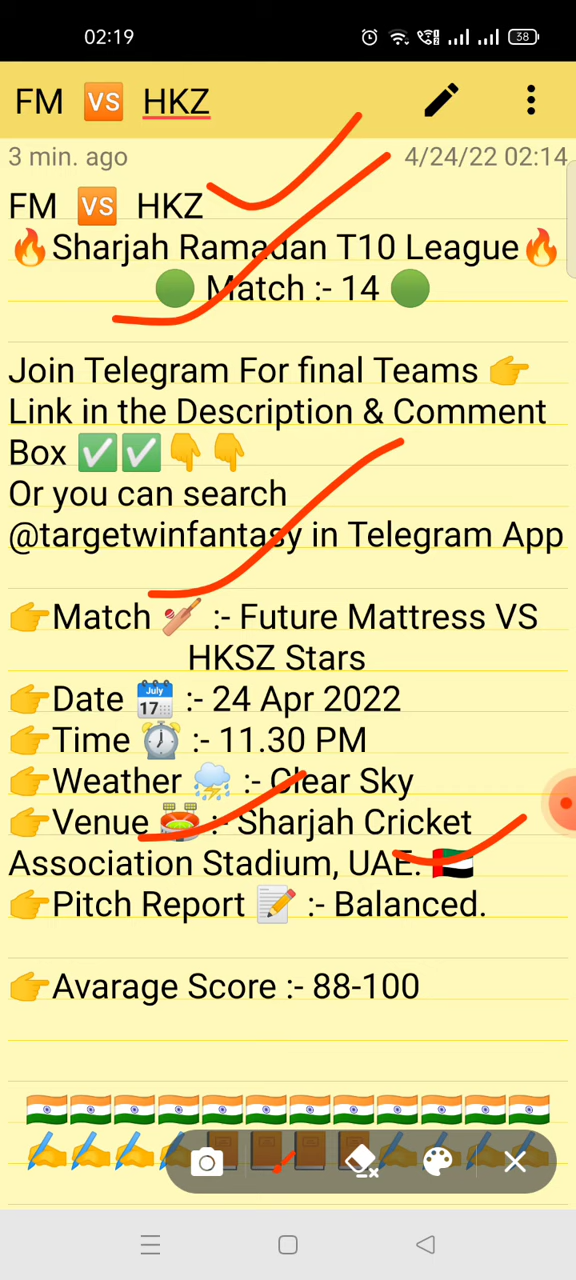 02:19
38
FM VS HKZ
3 min. ago 4/24/22 02:14
FM VS HKZ
🔥Sharjah Ramadan T10 League🔥
🟢 Match :- 14 🟢
Join Telegram For final Teams 👉
Link in the Description & Comment
Box ✅✅👇👇
Or you can search
@targetwinfantasy in Telegram App
👉Match 🏏 :- Future Mattress VS
HKSZ Stars
👉Date 📅 :- 24 Apr 2022
👉Time ⏰ :- 11.30 PM
👉Weather ⛈️ :- Clear Sky
👉Venue 🏟️ :- Sharjah Cricket
Association Stadium, UAE. 🇦🇪
👉Pitch Report 📝 :- Balanced.
👉Avarage Score :- 88-100